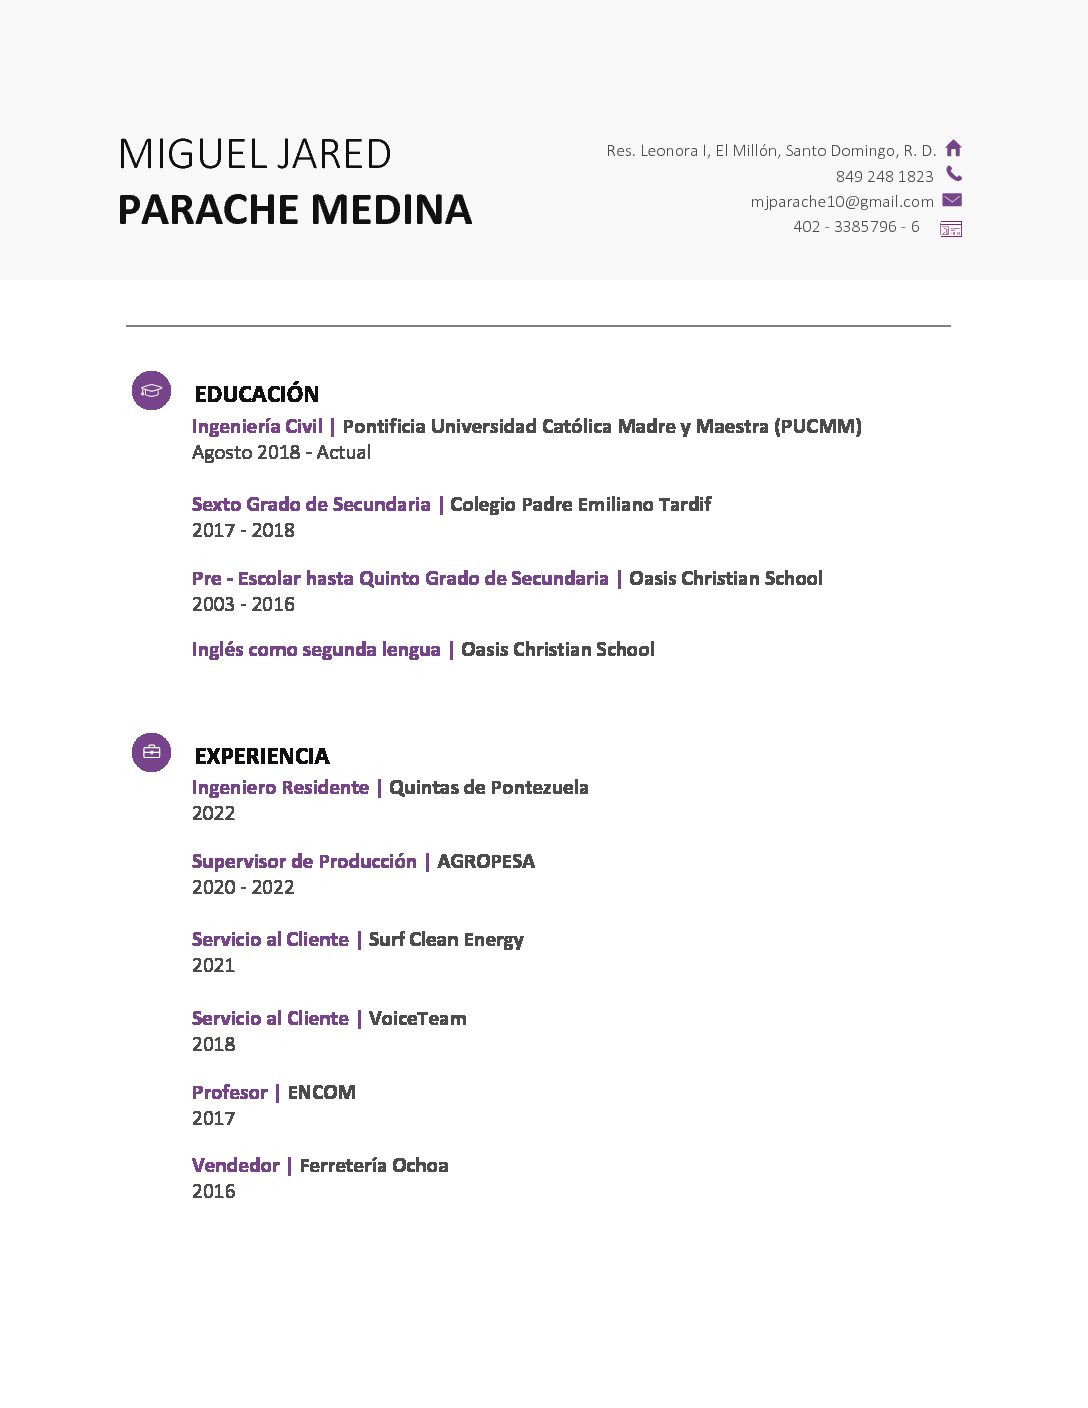 MIGUEL JARED
PARACHE MEDINA
Res. Leonora I, El Millón, Santo Domingo, R. D.
849 248 1823
mjparache10@gmail.com
402 - 3385796 - 6
EDUCACIÓN
Ingeniería Civil | Pontificia Universidad Católica Madre y Maestra (PUCMM)
Agosto 2018 - Actual
Sexto Grado de Secundaria | Colegio Padre Emiliano Tardif
2017 - 2018
Pre - Escolar hasta Quinto Grado de Secundaria | Oasis Christian School
2003 - 2016
Inglés como segunda lengua | Oasis Christian School
EXPERIENCIA
Ingeniero Residente | Quintas de Pontezuela
2022
Supervisor de Producción | AGROPESA
2020 - 2022
Servicio al Cliente | Surf Clean Energy
2021
Servicio al Cliente | VoiceTeam
2018
Profesor | ENCOM
2017
Vendedor | Ferretería Ochoa
2016